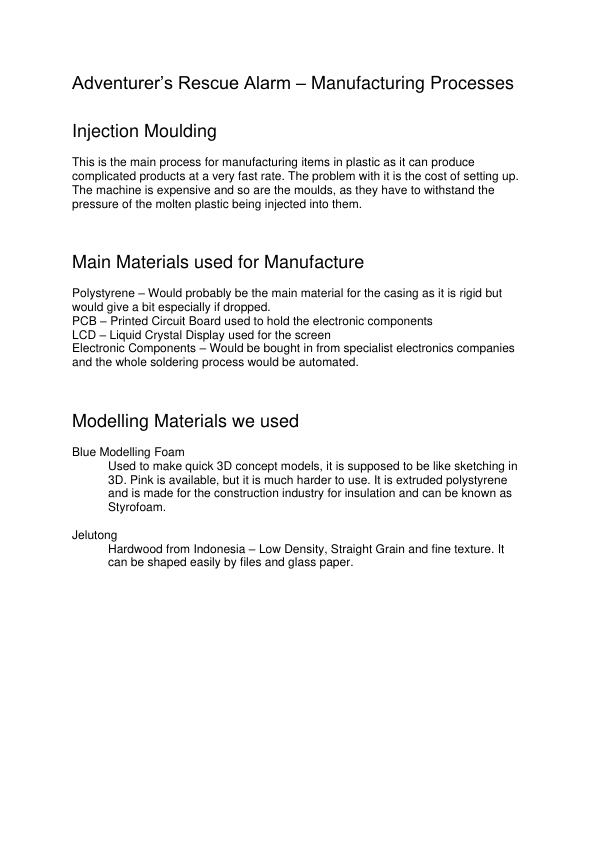 Adventurer’s Rescue Alarm – Manufacturing Processes
Injection Moulding
This is the main process for manufacturing items in plastic as it can produce
complicated products at a very fast rate. The problem with it is the cost of setting up.
The machine is expensive and so are the moulds, as they have to withstand the
pressure of the molten plastic being injected into them.
Main Materials used for Manufacture
Polystyrene – Would probably be the main material for the casing as it is rigid but
would give a bit especially if dropped.
PCB – Printed Circuit Board used to hold the electronic components
LCD – Liquid Crystal Display used for the screen
Electronic Components – Would be bought in from specialist electronics companies
and the whole soldering process would be automated.
Modelling Materials we used
Blue Modelling Foam
Used to make quick 3D concept models, it is supposed to be like sketching in
3D. Pink is available, but it is much harder to use. It is extruded polystyrene
and is made for the construction industry for insulation and can be known as
Styrofoam.
Jelutong
Hardwood from Indonesia – Low Density, Straight Grain and fine texture. It
can be shaped easily by files and glass paper.